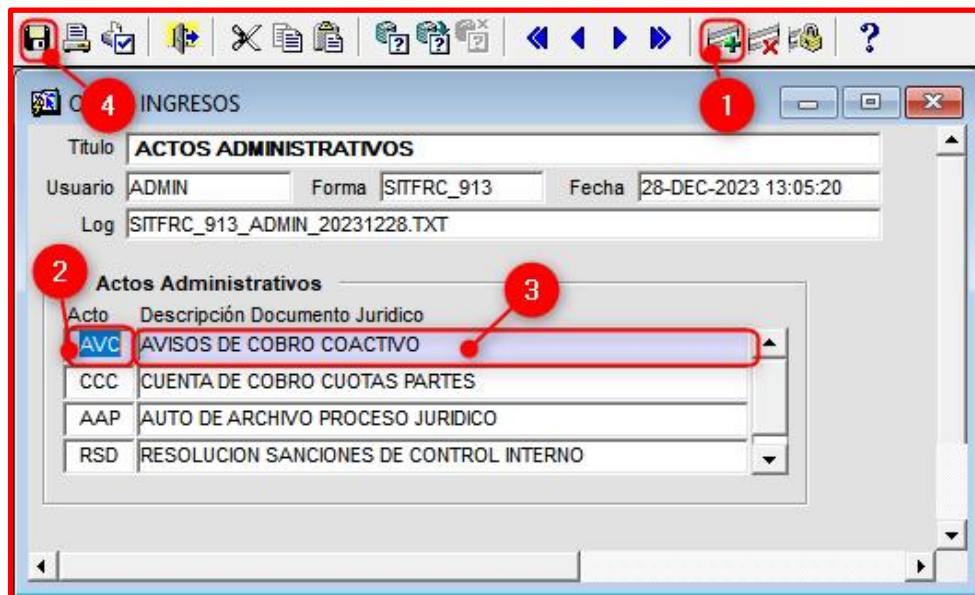 4
1
INGRESOS
Titulo ACTOS ADMINISTRATIVOS
Usuario ADMIN Forma SITFRC_913 Fecha 28-DEC-2023 13:05:20
Log SITFRC_913_ADMIN_20231228.TXT
2
3
Actos Administrativos
Acto Descripción Documento Juridico
AVC AVISOS DE COBRO COACTIVO
CCC CUENTA DE COBRO CUOTAS PARTES
AAP AUTO DE ARCHIVO PROCESO JURIDICO
RSD RESOLUCION SANCIONES DE CONTROL INTERNO